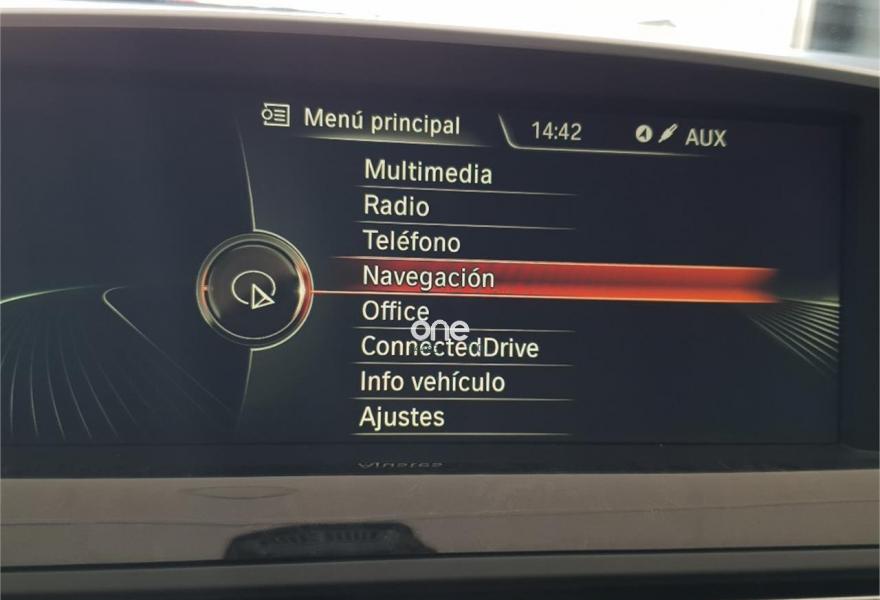 Menú principal 14:42 AUX
Multimedia
Radio
Teléfono
Navegación
Office
one
ConnectedDrive
Info vehículo
Ajustes